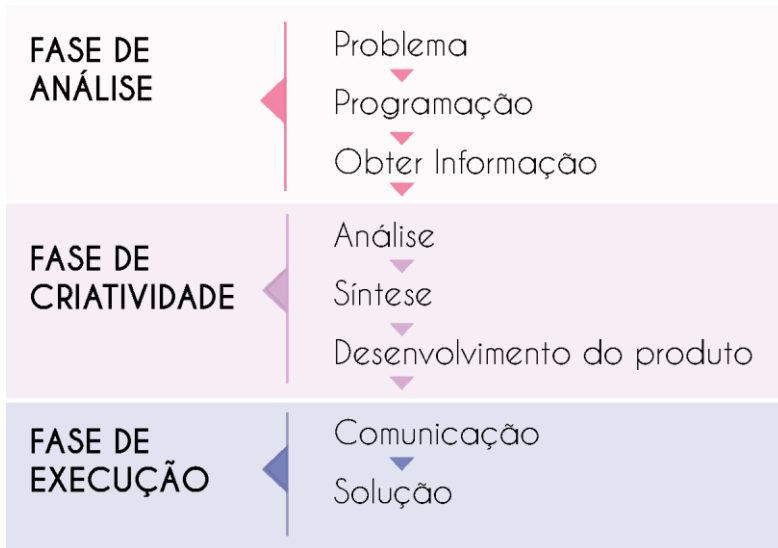 FASE DE
ANÁLISE
Problema
Programação
Obter Informação
FASE DE
CRIATIVIDADE
Análise
Síntese
Desenvolvimento do produto
FASE DE
EXECUÇÃO
Comunicação
Solução